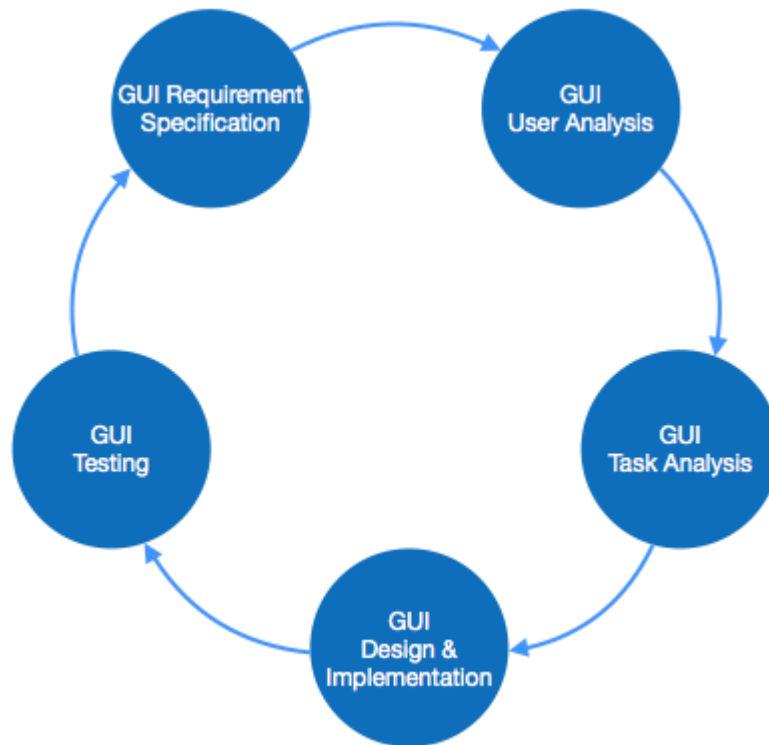 GUI Requirement
Specification
GUI
User Analysis
GUI
Task Analysis
GUI
Design &
Implementation
GUI
Testing